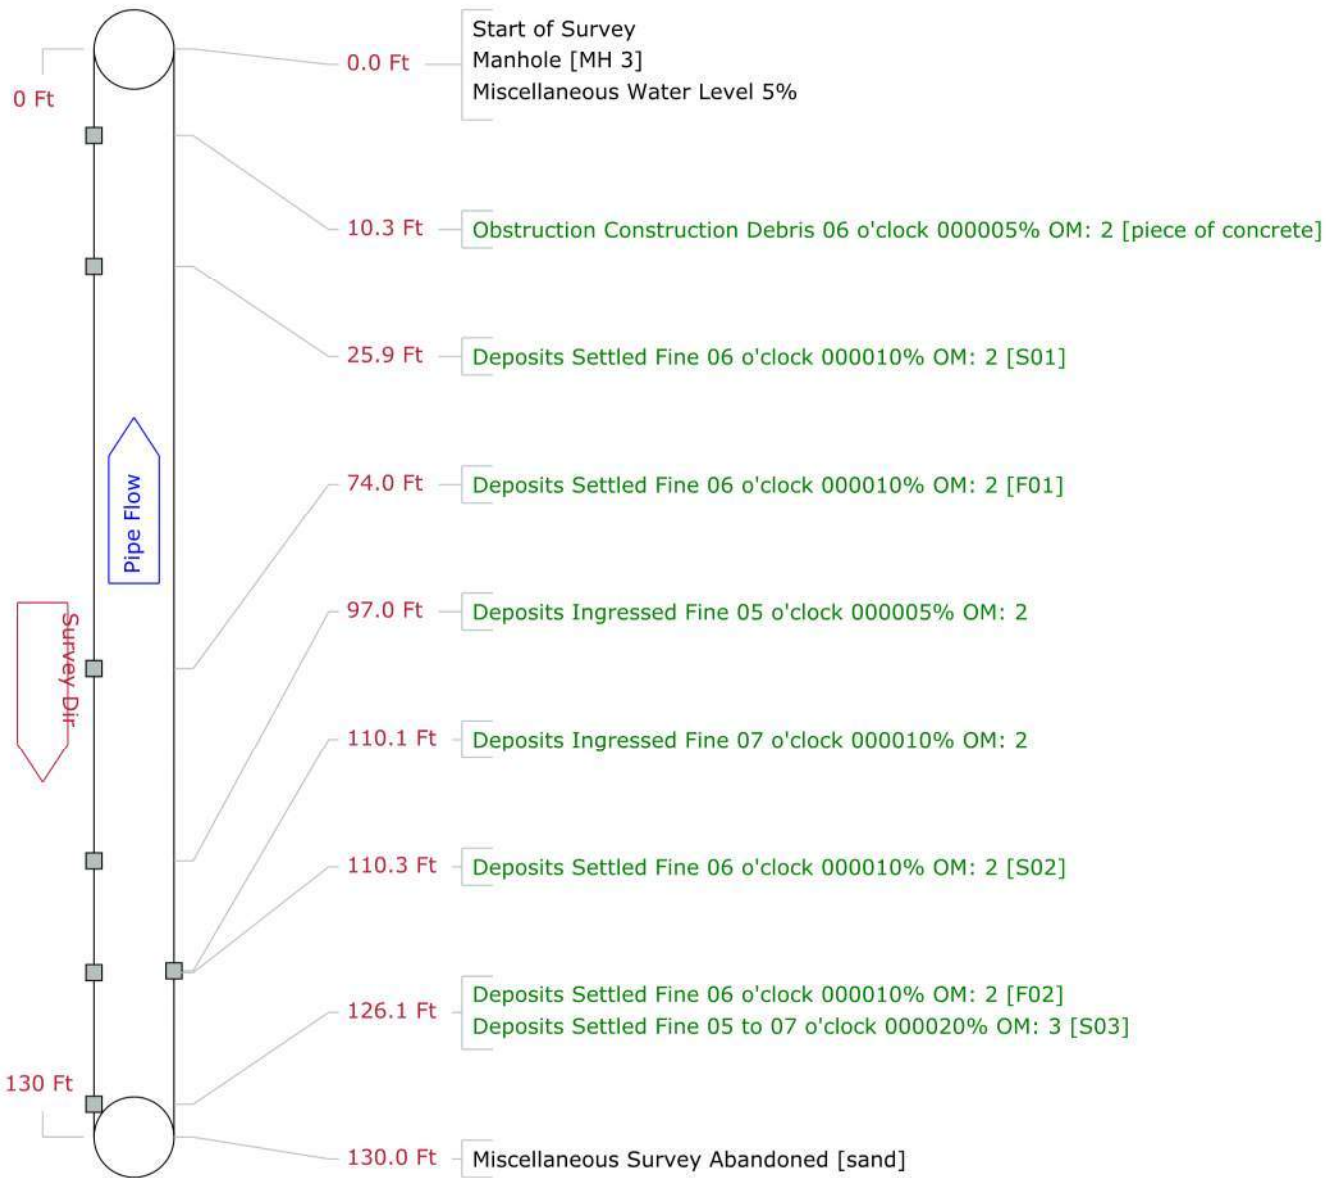 0 Ft
0.0 Ft
Start of Survey
Manhole [MH 3]
Miscellaneous Water Level 5%
10.3 Ft
Obstruction Construction Debris 06 o'clock 000005% OM: 2 [piece of concrete]
25.9 Ft
Deposits Settled Fine 06 o'clock 000010% OM: 2 [S01]
Pipe Flow
74.0 Ft
Deposits Settled Fine 06 o'clock 000010% OM: 2 [F01]
Survey Dir
97.0 Ft
Deposits Ingressed Fine 05 o'clock 000005% OM: 2
110.1 Ft
Deposits Ingressed Fine 07 o'clock 000010% OM: 2
110.3 Ft
Deposits Settled Fine 06 o'clock 000010% OM: 2 [S02]
126.1 Ft
Deposits Settled Fine 06 o'clock 000010% OM: 2 [F02]
Deposits Settled Fine 05 to 07 o'clock 000020% OM: 3 [S03]
130 Ft
130.0 Ft
Miscellaneous Survey Abandoned [sand]